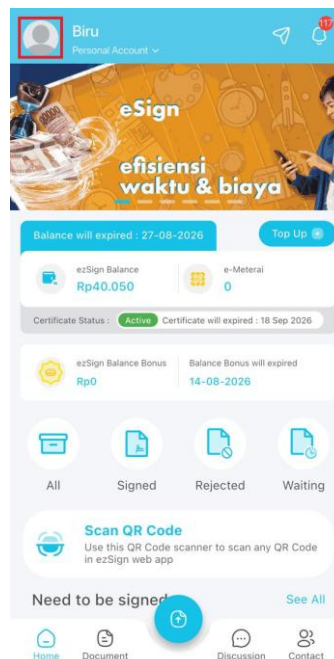 Biru
Personal Account
117
eSign
efisiensi
waktu & biaya
Balance will expired : 27-08-2026
Top Up
ezSign Balance
Rp40.050
e-Meterai
0
Certificate Status : Active Certificate will expired : 18 Sep 2026
ezSign Balance Bonus
Rp0
Balance Bonus will expired
14-08-2026
All Signed Rejected Waiting
Scan QR Code
Use this QR Code scanner to scan any QR Code
in ezSign web app
Need to be signed
See All
Home Document Discussion Contact